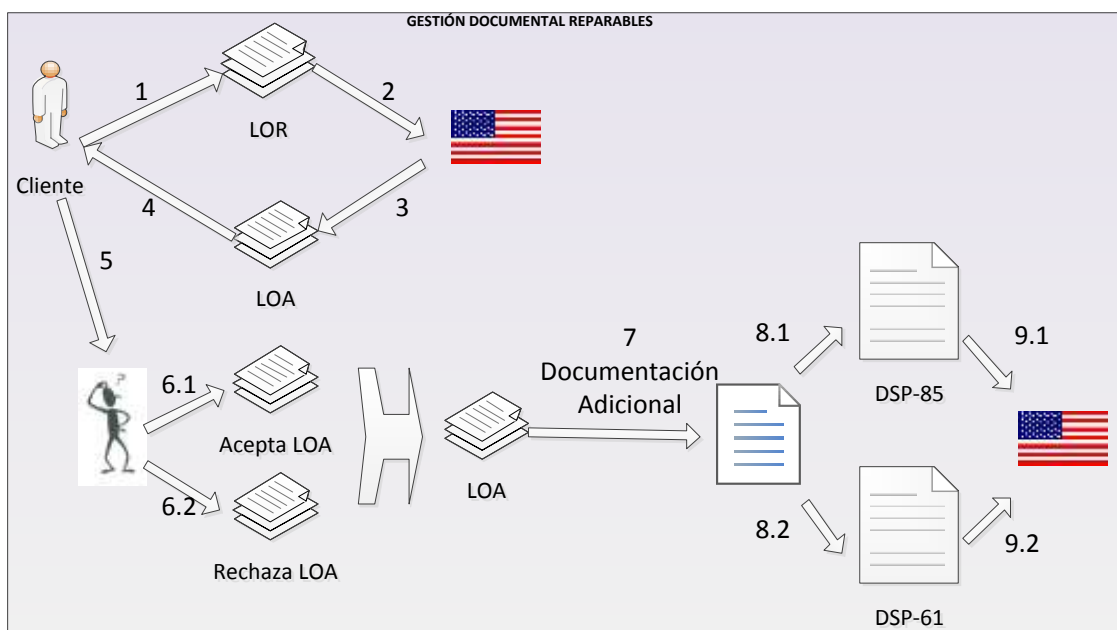 GESTIÓN DOCUMENTAL REPARABLES
1
2
LOR
Cliente
4
3
5
LOA
7
Documentación
Adicional
8.1
9.1
DSP-85
6.1
Acepta LOA
LOA
6.2
8.2
9.2
Rechaza LOA
DSP-61
?